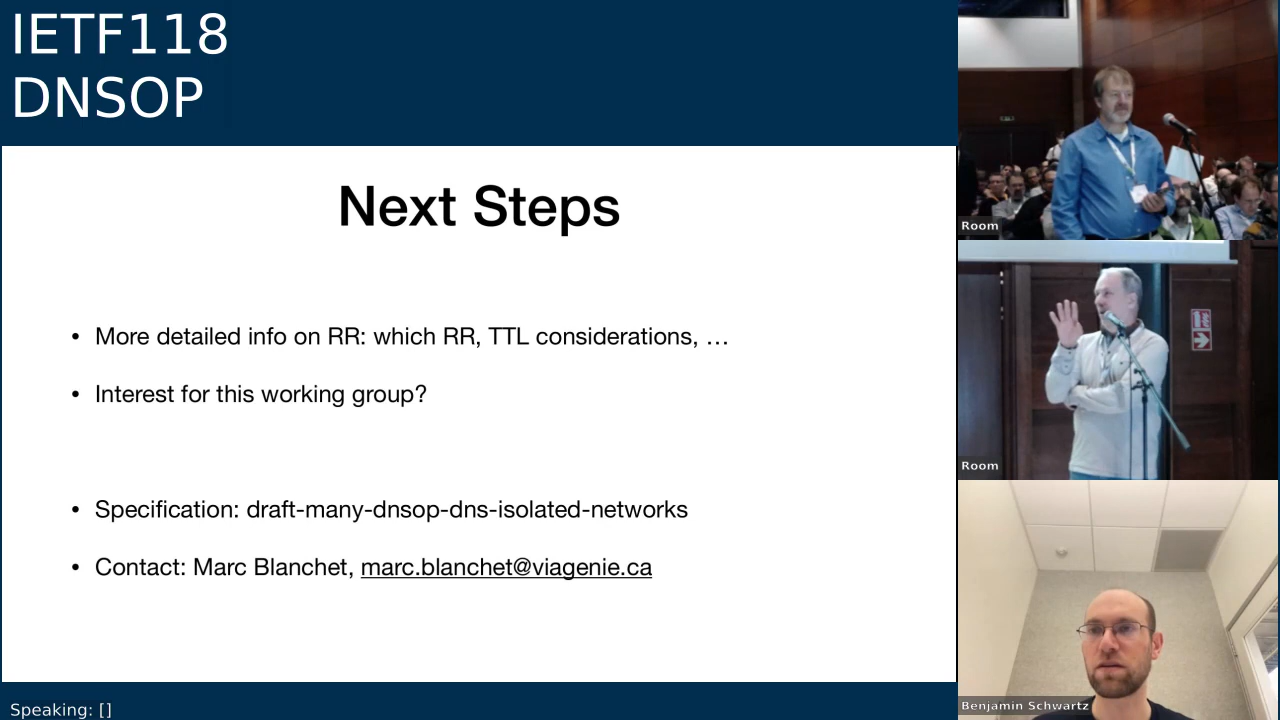 IETF118
DNSOP
Next Steps
• More detailed info on RR: which RR, TTL considerations, …
• Interest for this working group?
• Specification: draft-many-dnsop-dns-isolated-networks
• Contact: Marc Blanchet, marc.blanchet@viagenie.ca
Speaking: []
Room
Room
Benjamin Schwartz